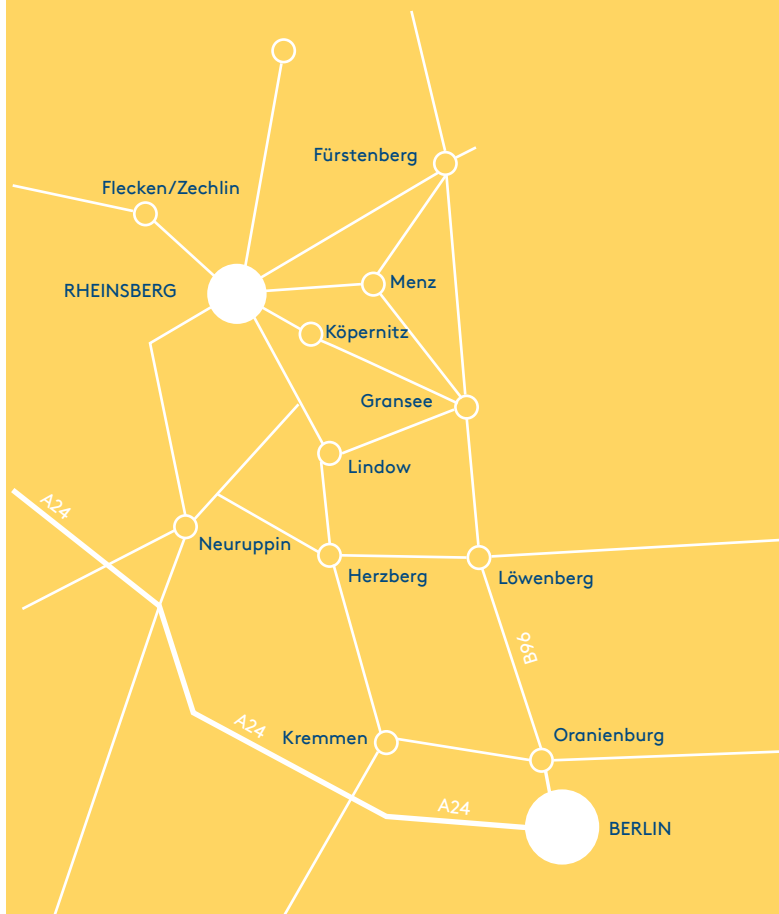 Fürstenberg
Flecken/Zechlin
RHEINSBERG
Menz
Köpernitz
Gransee
Lindow
A24
Neuruppin
Herzberg
Löwenberg
B96
A24
Kremmen
Oranienburg
A24
BERLIN